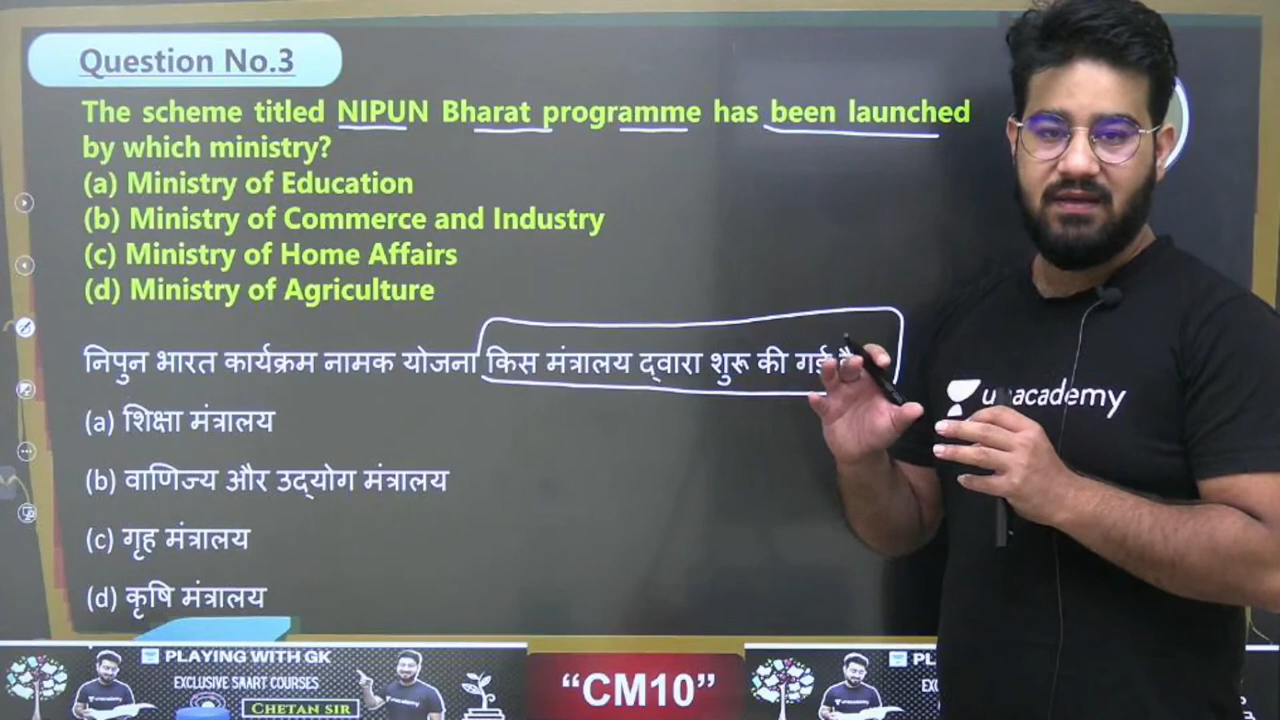 Question No.3
The scheme titled NIPUN Bharat programme has been launched
by which ministry?
(a) Ministry of Education
(b) Ministry of Commerce and Industry
(c) Ministry of Home Affairs
(d) Ministry of Agriculture
निपुन भारत कार्यक्रम नामक योजना किस मंत्रालय द्वारा शुरू की गई
(a) शिक्षा मंत्रालय
(b) वाणिज्य और उद्योग मंत्रालय
(c) गृह मंत्रालय
(d) कृषि मंत्रालय
unacademy
PLAYING WITH GK
EXCLUSIVE SAART COURSES
CHETAN SIR
“CM10”
PL
EX